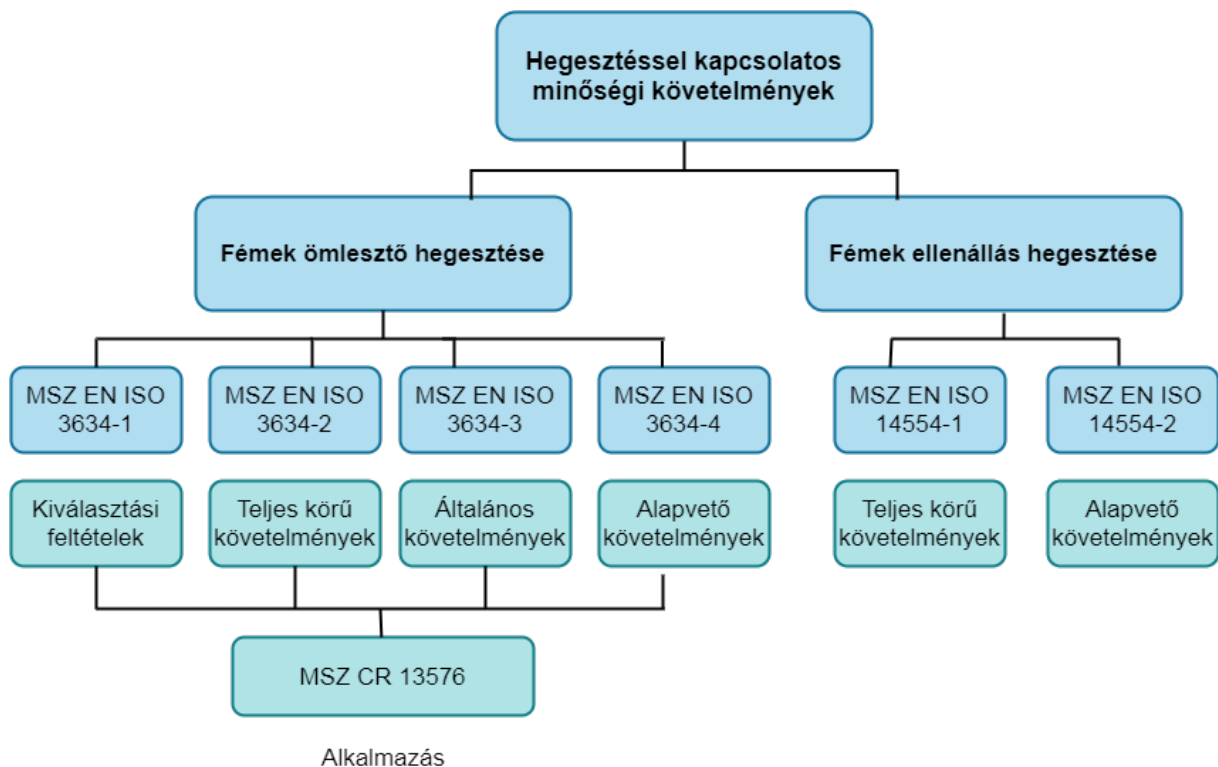 Hegesztéssel kapcsolatos
minőségi követelmények
Fémek ömlesztő hegesztése
Fémek ellenállás hegesztése
MSZ EN ISO
3634-1
MSZ EN ISO
3634-2
MSZ EN ISO
3634-3
MSZ EN ISO
3634-4
MSZ EN ISO
14554-1
MSZ EN ISO
14554-2
Kiválasztási
feltételek
Teljes körű
követelmények
Általános
követelmények
Alapvető
követelmények
Teljes körű
követelmények
Alapvető
követelmények
MSZ CR 13576
Alkalmazás